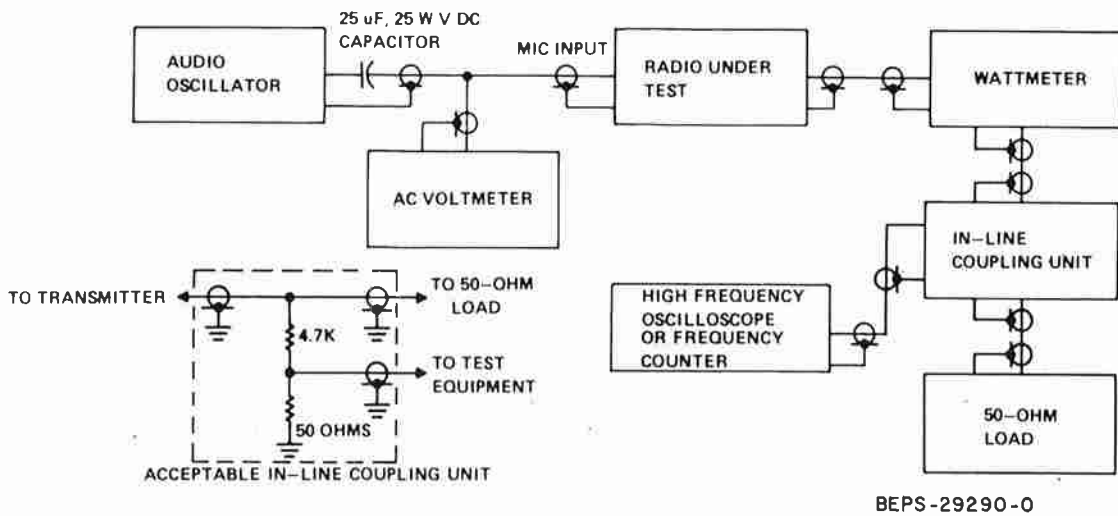 25 uF, 25 W V DC
CAPACITOR
AUDIO
OSCILLATOR
MIC INPUT
RADIO UNDER
TEST
WATTMETER
AC VOLTMETER
IN-LINE
COUPLING UNIT
HIGH FREQUENCY
OSCILLOSCOPE
OR FREQUENCY
COUNTER
50-OHM
LOAD
TO TRANSMITTER
TO 50-OHM
LOAD
4.7K
TO TEST
EQUIPMENT
50 OHMS
ACCEPTABLE IN-LINE COUPLING UNIT
BEPS-29290-0